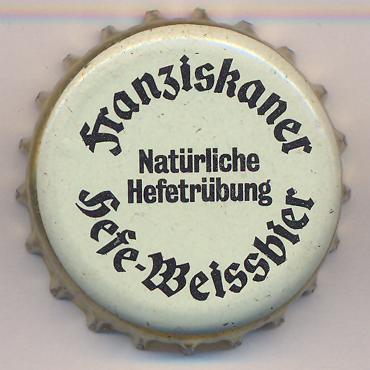 Franziskaner
Natürliche
Hefetrübung
Hefe-Weissbier